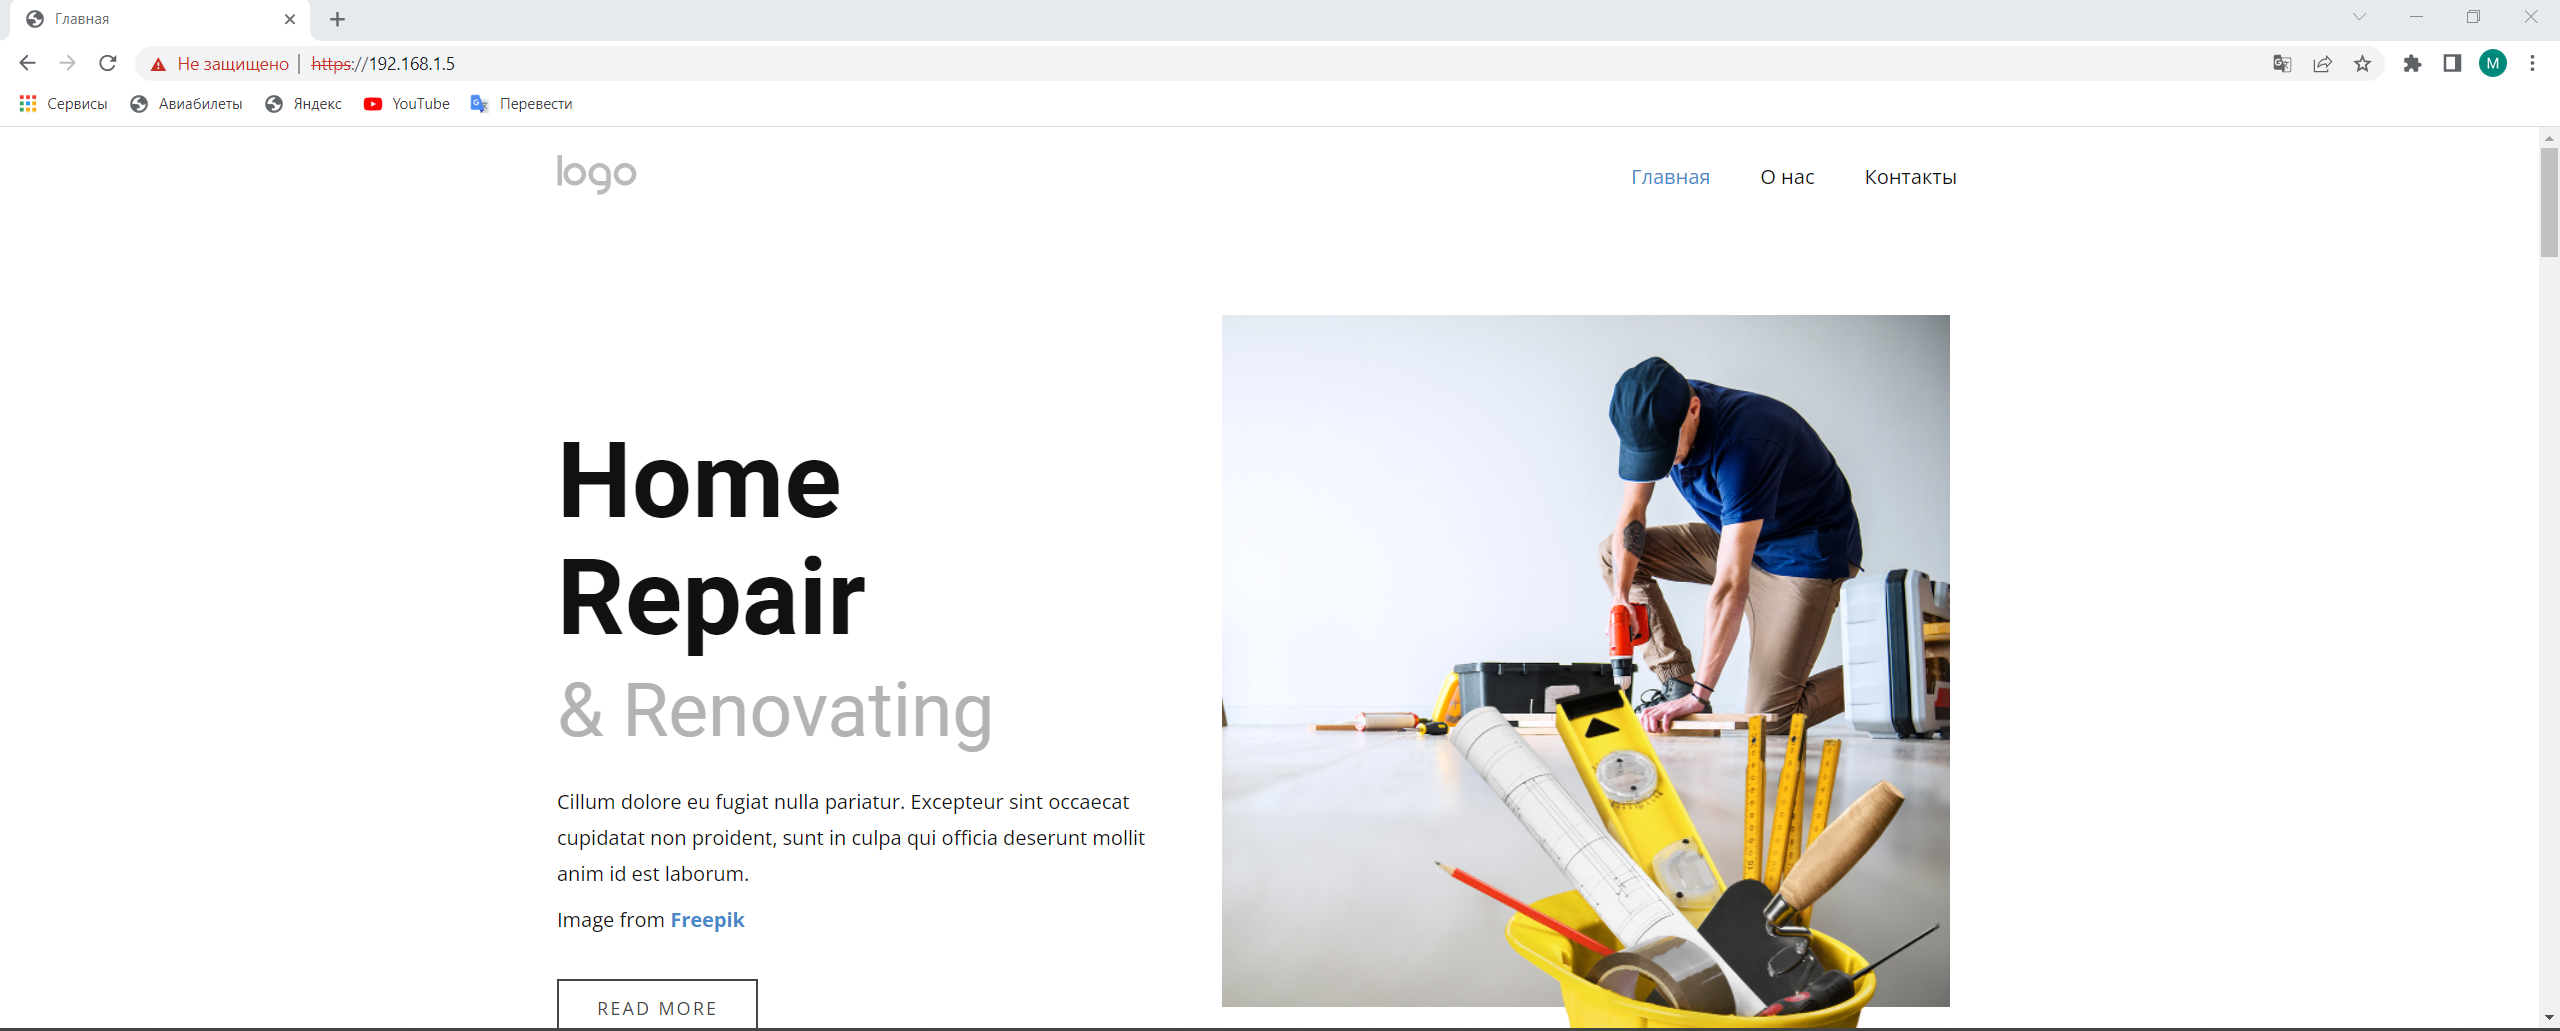 Главная
Не защищено | https://192.168.1.5
M
Сервисы Авиабилеты Яндекс YouTube Перевести
logo
Главная О нас Контакты
Home
Repair
& Renovating
Cillum dolore eu fugiat nulla pariatur. Excepteur sint occaecat
cupidatat non proident, sunt in culpa qui officia deserunt mollit
anim id est laborum.
Image from Freepik
READ MORE